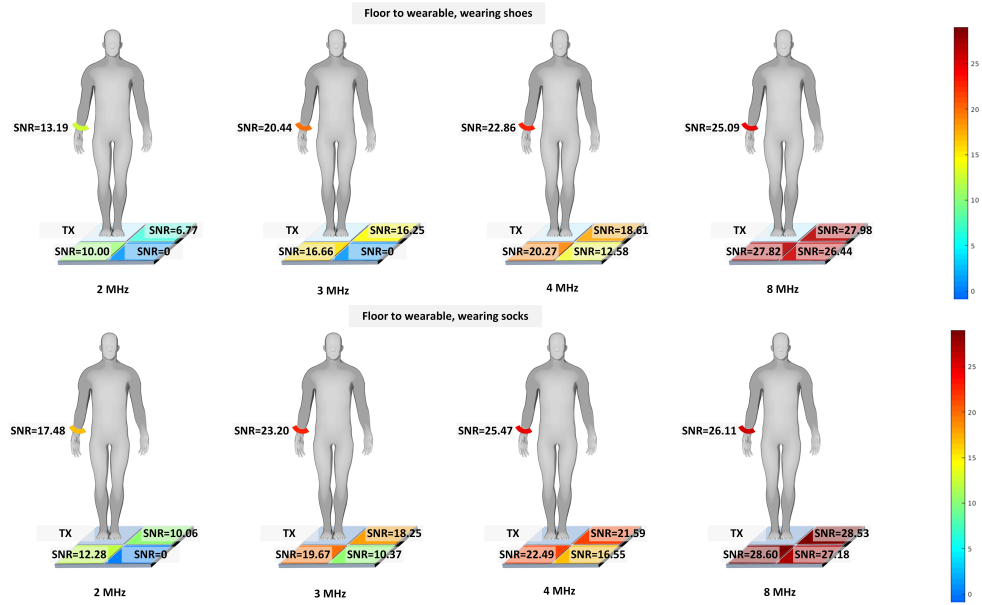 Floor to wearable, wearing shoes
SNR=13.19
SNR=20.44
SNR=22.86
SNR=25.09
TX
SNR=6.77
TX
SNR=16.25
TX
SNR=18.61
TX
SNR=27.98
SNR=10.00
SNR=0
SNR=16.66
SNR=0
SNR=20.27
SNR=12.58
SNR=27.82
SNR=26.44
2 MHz
3 MHz
4 MHz
8 MHz
25
20
15
10
5
0
Floor to wearable, wearing socks
SNR=17.48
SNR=23.20
SNR=25.47
SNR=26.11
TX
SNR=10.06
TX
SNR=18.25
TX
SNR=21.59
TX
SNR=28.53
SNR=12.28
SNR=0
SNR=19.67
SNR=10.37
SNR=22.49
SNR=16.55
SNR=28.60
SNR=27.18
2 MHz
3 MHz
4 MHz
8 MHz
25
20
15
10
5
0